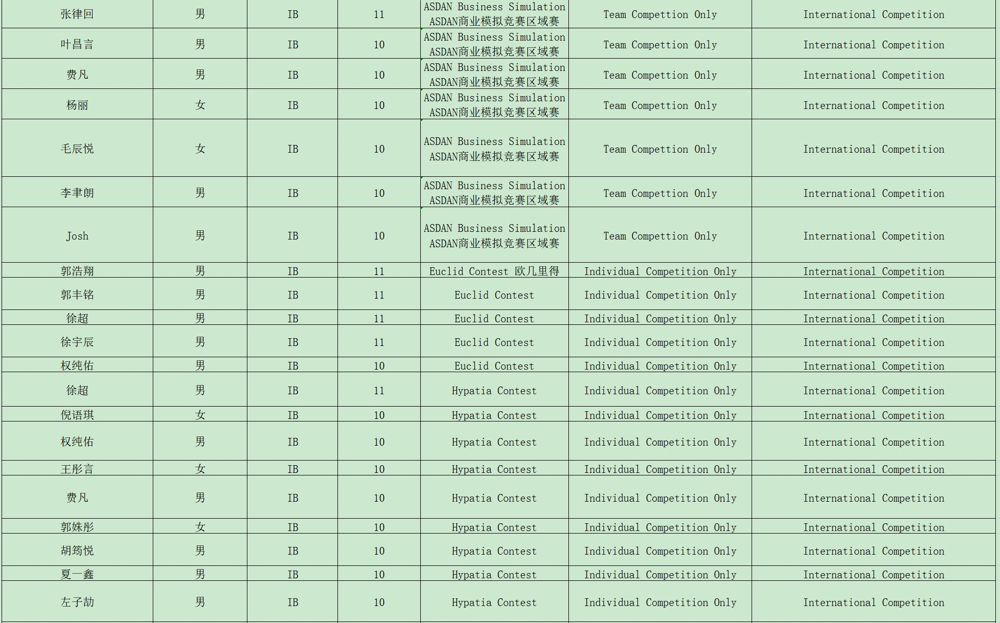 张律回 男 IB 11 ASDAN Business Simulation ASDAN商业模拟竞赛区域赛 Team Compettion Only International Competition
叶昌言 男 IB 10 ASDAN Business Simulation ASDAN商业模拟竞赛区域赛 Team Compettion Only International Competition
费凡 男 IB 10 ASDAN Business Simulation ASDAN商业模拟竞赛区域赛 Team Compettion Only International Competition
杨丽 女 IB 10 ASDAN Business Simulation ASDAN商业模拟竞赛区域赛 Team Compettion Only International Competition
毛辰悦 女 IB 10 ASDAN Business Simulation ASDAN商业模拟竞赛区域赛 Team Compettion Only International Competition
李聿朗 男 IB 10 ASDAN Business Simulation ASDAN商业模拟竞赛区域赛 Team Compettion Only International Competition
Josh 男 IB 10 ASDAN Business Simulation ASDAN商业模拟竞赛区域赛 Team Compettion Only International Competition
郭浩翔 男 IB 11 Euclid Contest 欧几里得 Individual Competition Only International Competition
郭丰铭 男 IB 11 Euclid Contest Individual Competition Only International Competition
徐超 男 IB 11 Euclid Contest Individual Competition Only International Competition
徐宇辰 男 IB 11 Euclid Contest Individual Competition Only International Competition
权纯佑 男 IB 10 Euclid Contest Individual Competition Only International Competition
徐超 男 IB 11 Hypatia Contest Individual Competition Only International Competition
倪语琪 女 IB 10 Hypatia Contest Individual Competition Only International Competition
权纯佑 男 IB 10 Hypatia Contest Individual Competition Only International Competition
王彤言 女 IB 10 Hypatia Contest Individual Competition Only International Competition
费凡 男 IB 10 Hypatia Contest Individual Competition Only International Competition
郭姝彤 女 IB 10 Hypatia Contest Individual Competition Only International Competition
胡筠悦 男 IB 10 Hypatia Contest Individual Competition Only International Competition
夏一鑫 男 IB 10 Hypatia Contest Individual Competition Only International Competition
左子劼 男 IB 10 Hypatia Contest Individual Competition Only International Competition